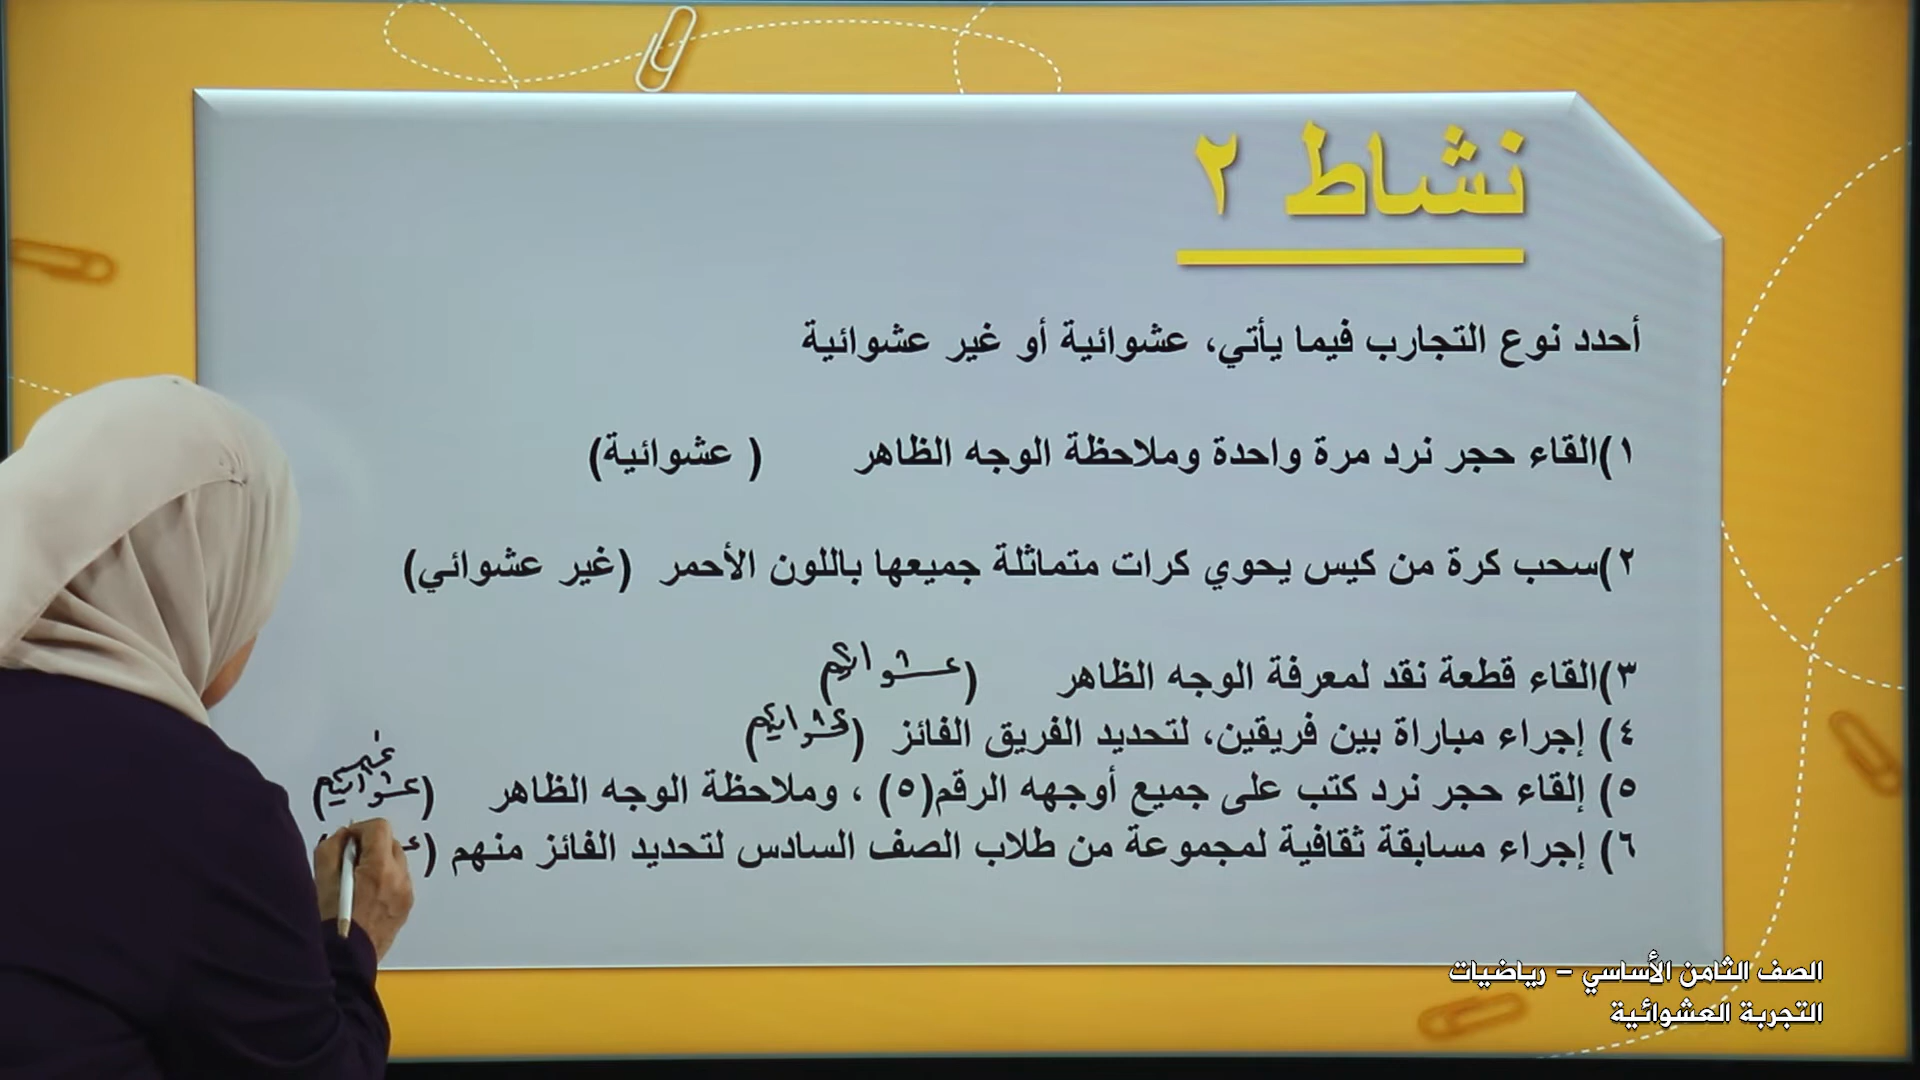 نشاط ٢
أحدد نوع التجارب فيما يأتي، عشوائية أو غير عشوائية
١)القاء حجر نرد مرة واحدة وملاحظة الوجه الظاهر ( عشوائية)
٢)سحب كرة من كيس يحوي كرات متماثلة جميعها باللون الأحمر (غير عشوائي)
٣)القاء قطعة نقد لمعرفة الوجه الظاهر (عشوائية)
٤) إجراء مباراة بين فريقين، لتحديد الفريق الفائز (عشوائية)
٥) إلقاء حجر نرد كتب على جميع أوجهه الرقم(٥) ، وملاحظة الوجه الظاهر (غير عشوائية)
٦) إجراء مسابقة ثقافية لمجموعة من طلاب الصف السادس لتحديد الفائز منهم (
الصف الثامن الأساسي - رياضيات
التجربة العشوائية